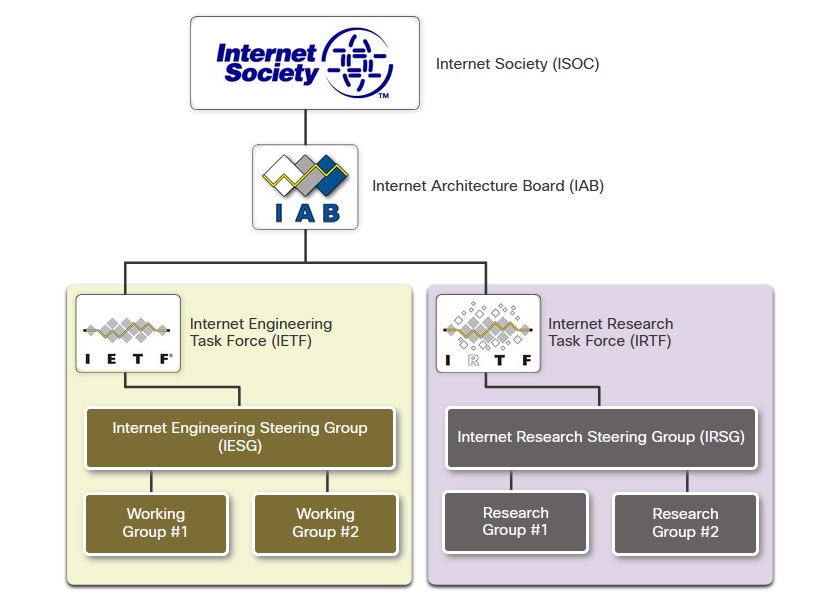 Internet
Society
TM
Internet Society (ISOC)
IAB
Internet Architecture Board (IAB)
IETF®
Internet Engineering
Task Force (IETF)
IRTF
Internet Research
Task Force (IRTF)
Internet Engineering Steering Group
(IESG)
Internet Research Steering Group (IRSG)
Working
Group #1
Working
Group #2
Research
Group #1
Research
Group #2